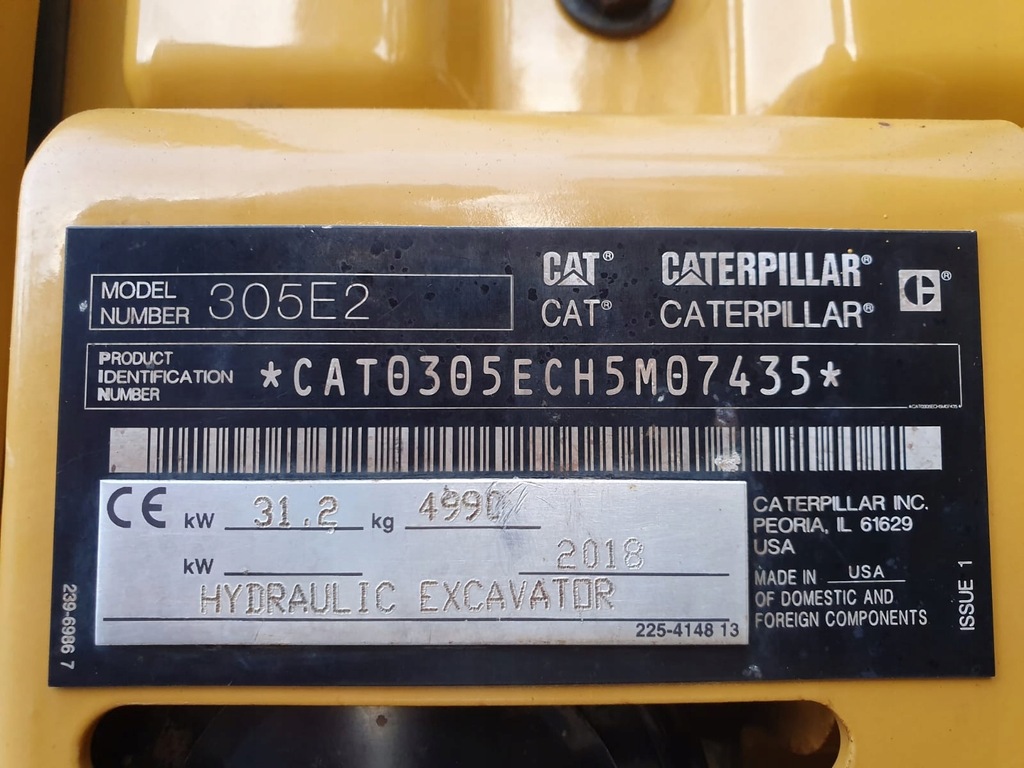 MODEL NUMBER 305E2
CAT® CATERPILLAR®
CAT® CATERPILLAR®
PRODUCT IDENTIFICATION NUMBER *CAT0305ECH5M07435*
*CAT0305ECH5M07435*
CE kW 31.2 kg 4990
kW 2018
HYDRAULIC EXCAVATOR
225-4148 13
CATERPILLAR INC.
PEORIA, IL 61629
USA
MADE IN USA
OF DOMESTIC AND
FOREIGN COMPONENTS
ISSUE 1
239-6986 7